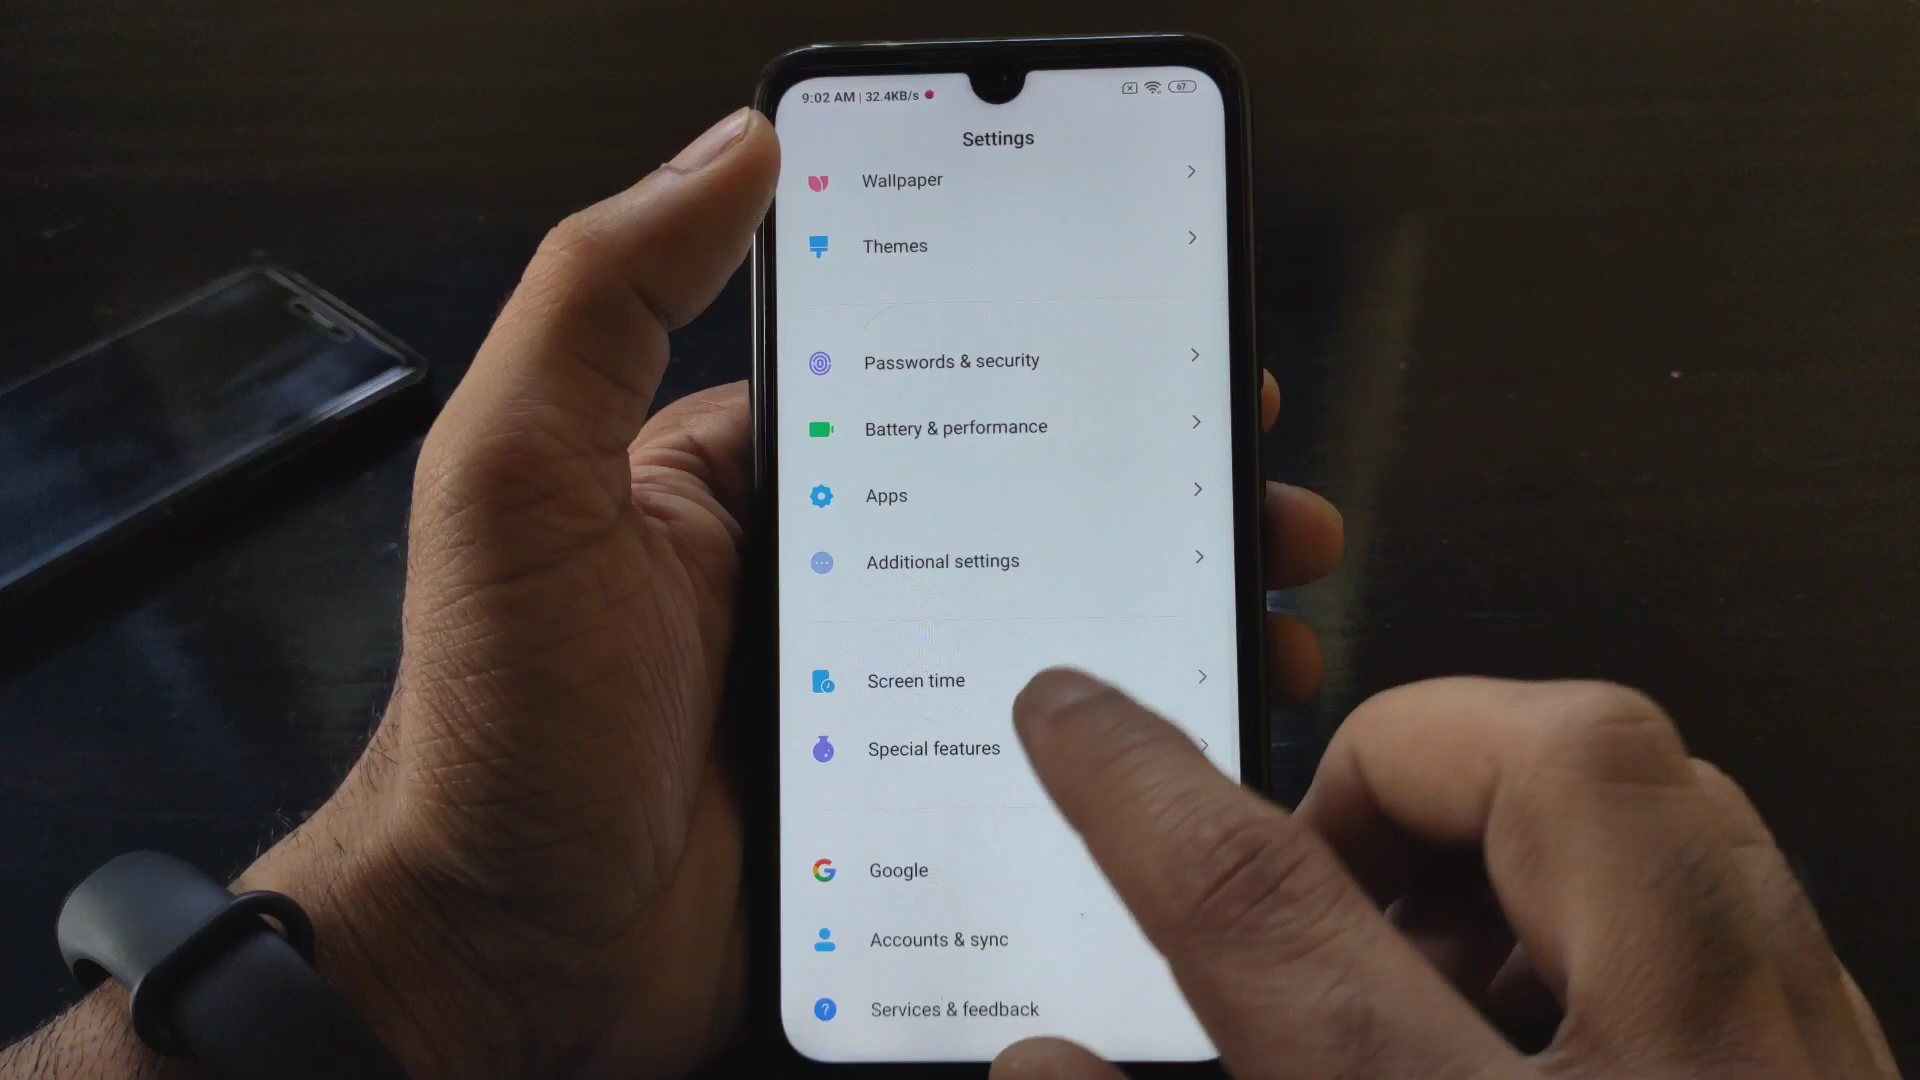 9:02 AM | 32.4KB/s
67
Settings
Wallpaper
Themes
Passwords & security
Battery & performance
Apps
Additional settings
Screen time
Special features
Google
Accounts & sync
Services & feedback